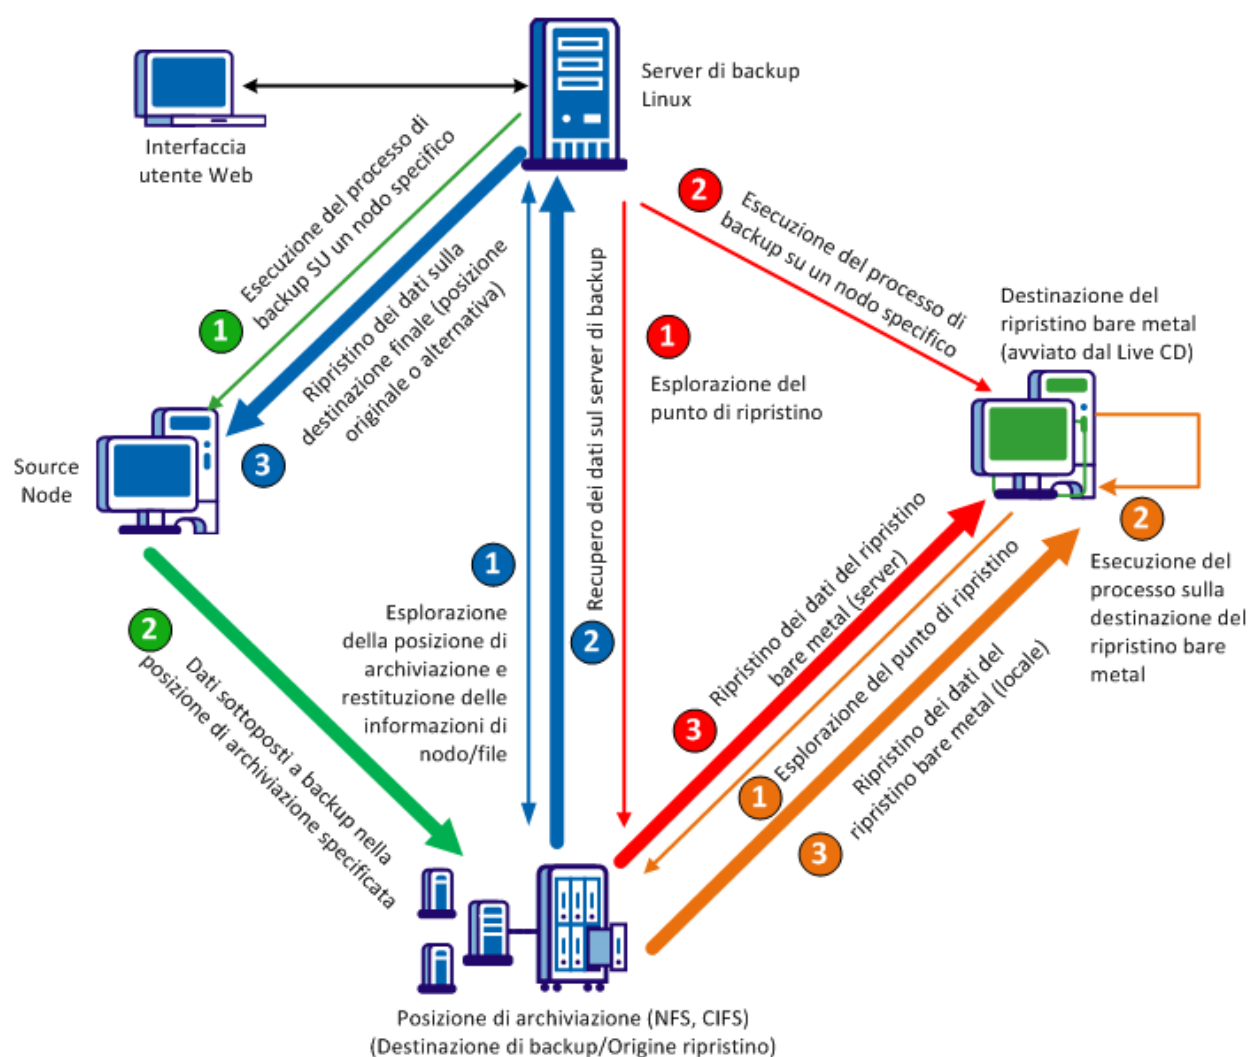 Server di backup
Linux
Interfaccia
utente Web
1
Esecuzione del processo di
backup SU un nodo specifico
3
Ripristino dei dati sulla
destinazione finale (posizione
originale o alternativa)
2
Esecuzione del processo di
backup su un nodo specifico
1
Esplorazione del
punto di ripristino
Destinazione del
ripristino bare metal
(avviato dal Live CD)
Source
Node
Recupero dei dati sul server di backup
2
1
Esplorazione
della posizione di
archiviazione e
restituzione delle
informazioni di
nodo/file
2
Dati sottoposti a backup nella
posizione di archiviazione specificata
3
Ripristino dei dati del ripristino
bare metal (server)
1
Esplorazione del punto di ripristino
3
Ripristino dei dati del
ripristino bare metal (locale)
2
Esecuzione del
processo sulla
destinazione del
ripristino bare
metal
Posizione di archiviazione (NFS, CIFS)
(Destinazione di backup/Origine ripristino)